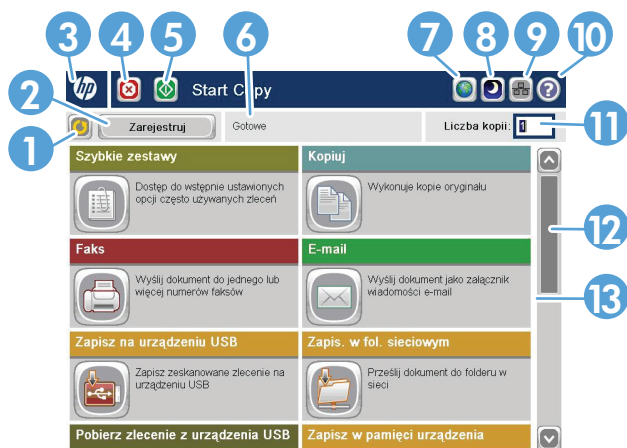 3 4 5 6 7 8 9 10
hp Start Copy ?
2 Zarejestruj Gotowe Liczba kopii: 1 11
1
Szybkie zestawy
Dostęp do wstępnie ustawionych
opcji często używanych zleceń
Kopiuj
Wykonuje kopie oryginału
12
Faks
Wyślij dokument do jednego lub
więcej numerów faksów
E-mail
Wyślij dokument jako załącznik
wiadomości e-mail
13
Zapisz na urządzeniu USB
Zapisz zeskanowane zlecenie na
urządzeniu USB
Zapis. w fol. sieciowym
Prześlij dokument do folderu w
sieci
Pobierz zlecenie z urządzenia USB
Zapisz w pamięci urządzenia